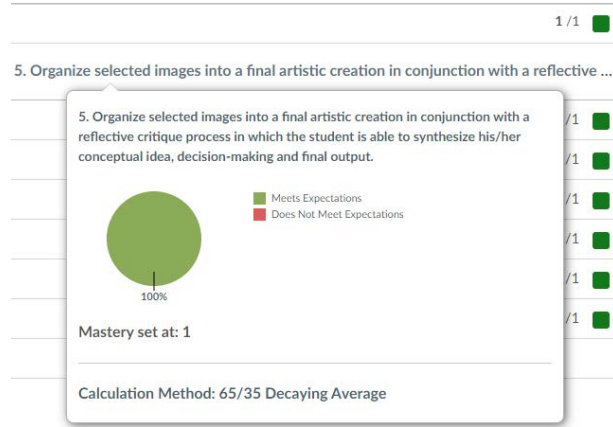 1 /1
5. Organize selected images into a final artistic creation in conjunction with a reflective ...
5. Organize selected images into a final artistic creation in conjunction with a
reflective critique process in which the student is able to synthesize his/her
conceptual idea, decision-making and final output.
/1
/1
Meets Expectations
/1
Does Not Meet Expectations
/1
/1
100%
/1
Mastery set at: 1
Calculation Method: 65/35 Decaying Average